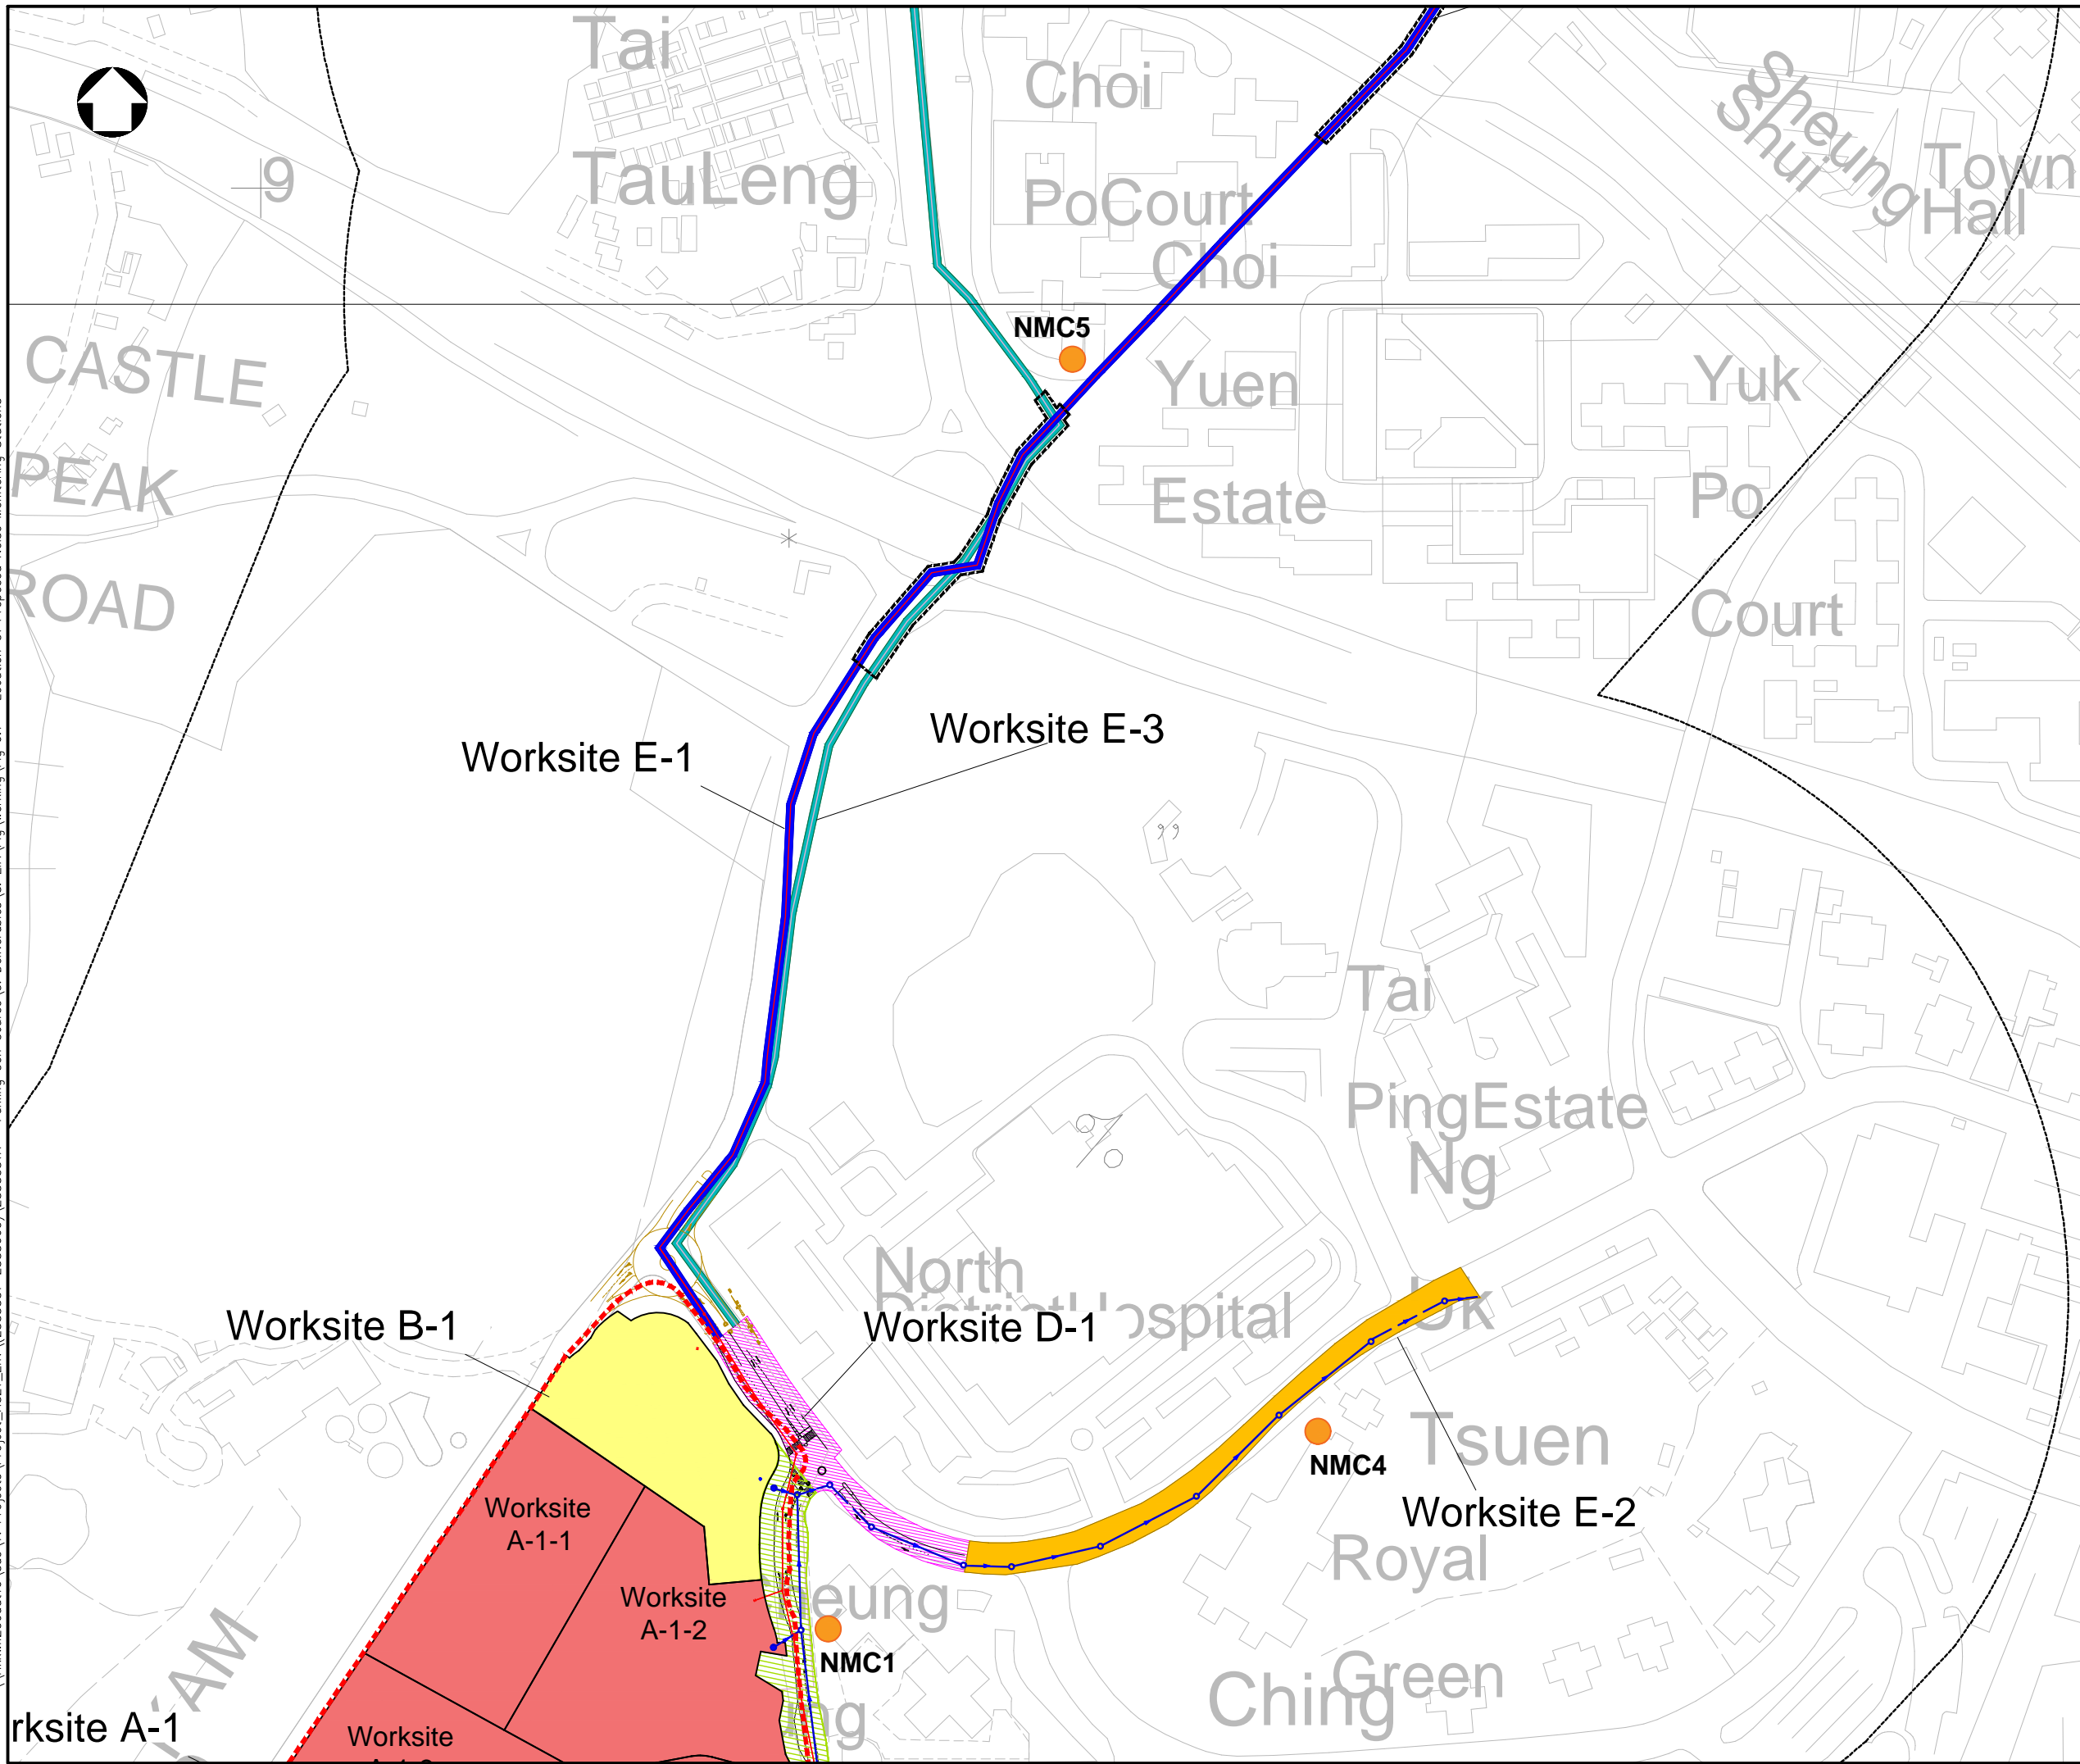 Tai
Tau Leng
9
Choi
Po Court
Sheung
Shui
Town
Hall
Choi
Yuen
Estate
NMC5
CASTLE
PEAK
ROAD
Yuk
Po
Court
Worksite E-1
Worksite E-3
Tai
Ping Estate
Ng
Uk
Tsuen
North
Worksite B-1
Worksite D-1
Worksite
A-1-1
Worksite
A-1-2
NMC4
Worksite E-2
Royal
Green
NMC1
Ching
Worksite
rksite A-1